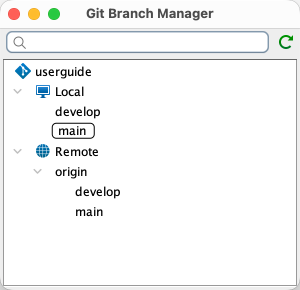 Git Branch Manager
userguide
Local
develop
main
Remote
origin
develop
main